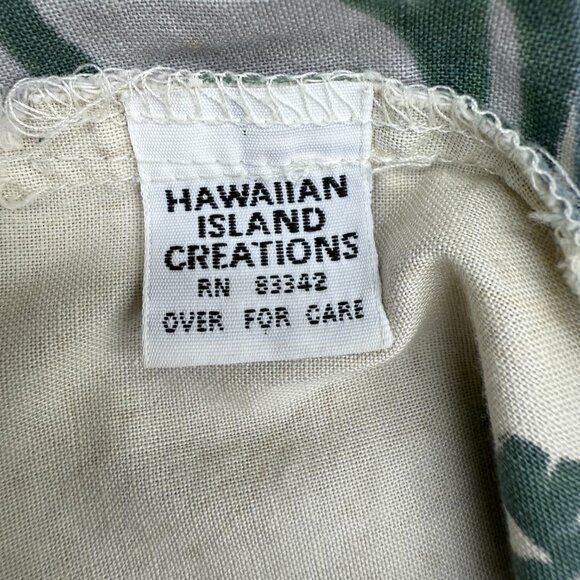 HAWAIIAN
ISLAND
CREATIONS
RN 83342
OVER FOR CARE